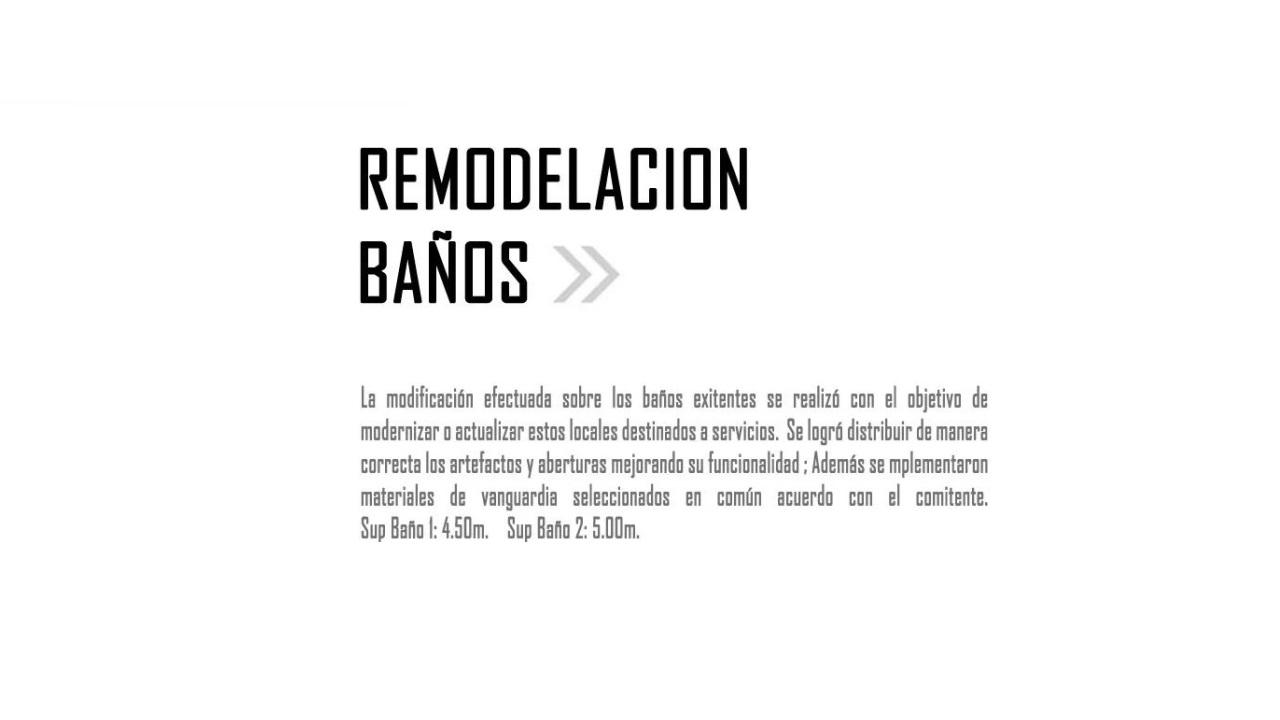 REMODELACION
BAÑOS
La modificación efectuada sobre los baños exitentes se realizó con el objetivo de
modernizar o actualizar estos locales destinados a servicios. Se logró distribuir de manera
correcta los artefactos y aberturas mejorando su funcionalidad ; Además se mplementaron
materiales de vanguardia seleccionados en común acuerdo con el comitente.
Sup Baño 1: 4.50m. Sup Baño 2: 5.00m.